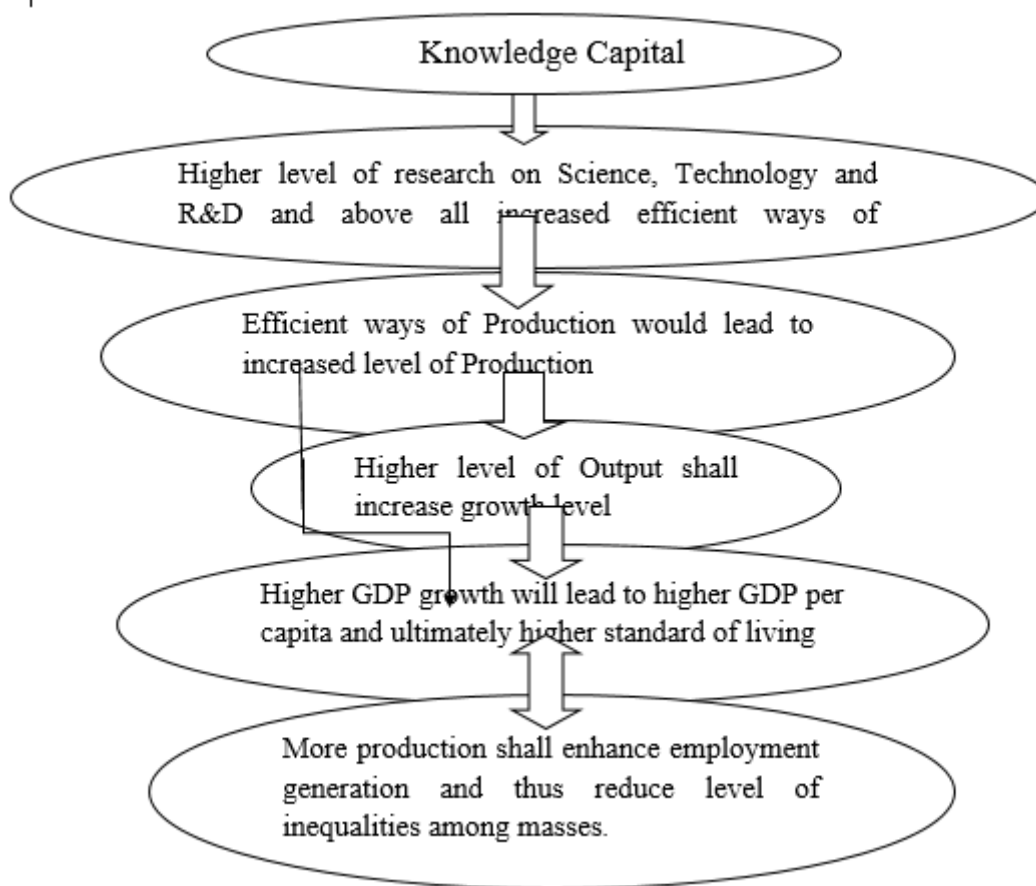 Knowledge Capital
Higher level of research on Science, Technology and
R&D and above all increased efficient ways of
Efficient ways of Production would lead to
increased level of Production
Higher level of Output shall
increase growth level
Higher GDP growth will lead to higher GDP per
capita and ultimately higher standard of living
More production shall enhance employment
generation and thus reduce level of
inequalities among masses.